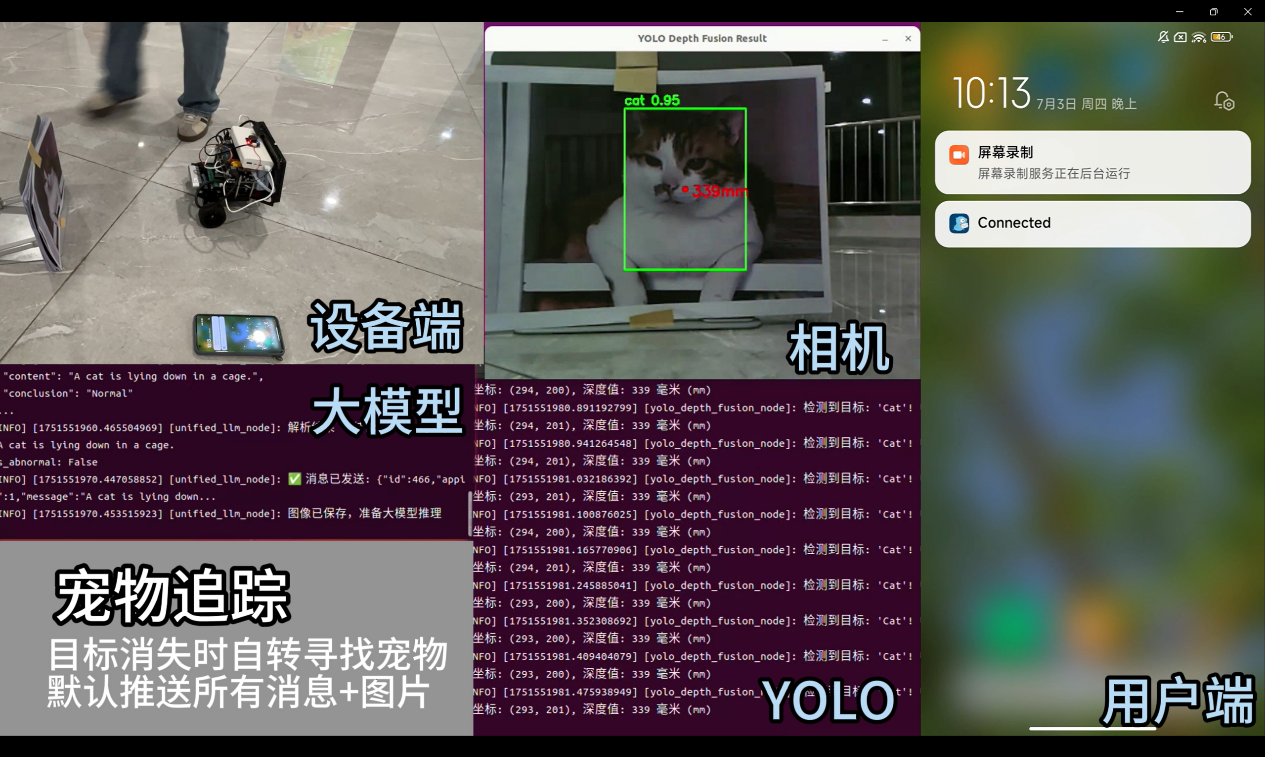 设备端
"content": "A cat is lying down in a cage.",
"conclusion": "Normal"
...
大模型
INFO] [1751551960.465504969] [unified_llm_node]: 解析
A cat is lying down in a cage.
s_abnormal: False
INFO] [1751551970.447058852] [unified_llm_node]: ✅ 消息已发送: {"id":466,"appi
":1,"message":"A cat is lying down...
INFO] [1751551970.453515923] [unified_llm_node]: 图像已保存，准备大模型推理
宠物追踪
目标消失时自转寻找宠物
默认推送所有消息+图片
YOLO Depth Fusion Result
cat 0.95
339mm
相机
坐标: (294, 200), 深度值: 339 毫米 (mm)
NFO] [1751551980.891192799] [yolo_depth_fusion_node]: 检测到目标: 'Cat'!
坐标: (294, 201), 深度值: 339 毫米 (mm)
NFO] [1751551980.941264548] [yolo_depth_fusion_node]: 检测到目标: 'Cat'!
坐标: (294, 201), 深度值: 339 毫米 (mm)
NFO] [1751551981.032186392] [yolo_depth_fusion_node]: 检测到目标: 'Cat'!
坐标: (293, 201), 深度值: 339 毫米 (mm)
NFO] [1751551981.100876025] [yolo_depth_fusion_node]: 检测到目标: 'Cat'!
坐标: (294, 200), 深度值: 339 毫米 (mm)
NFO] [1751551981.165770906] [yolo_depth_fusion_node]: 检测到目标: 'Cat'!
坐标: (294, 201), 深度值: 339 毫米 (mm)
NFO] [1751551981.245885041] [yolo_depth_fusion_node]: 检测到目标: 'Cat'!
坐标: (293, 200), 深度值: 339 毫米 (mm)
NFO] [1751551981.352308692] [yolo_depth_fusion_node]: 检测到目标: 'Cat'!
坐标: (293, 200), 深度值: 339 毫米 (mm)
NFO] [1751551981.409404079] [yolo_depth_fusion_node]: 检测到目标: 'Cat'!
坐标: (293, 200), 深度值: 339 毫米 (mm)
NFO] [1751551981.475938949] [yolo_depth_fusion_n
坐标: (293, 201), 深度值: 339 毫米 (mm)
YOLO
10:13 7月3日 周四 晚上
屏幕录制
屏幕录制服务正在后台运行
Connected
用户端